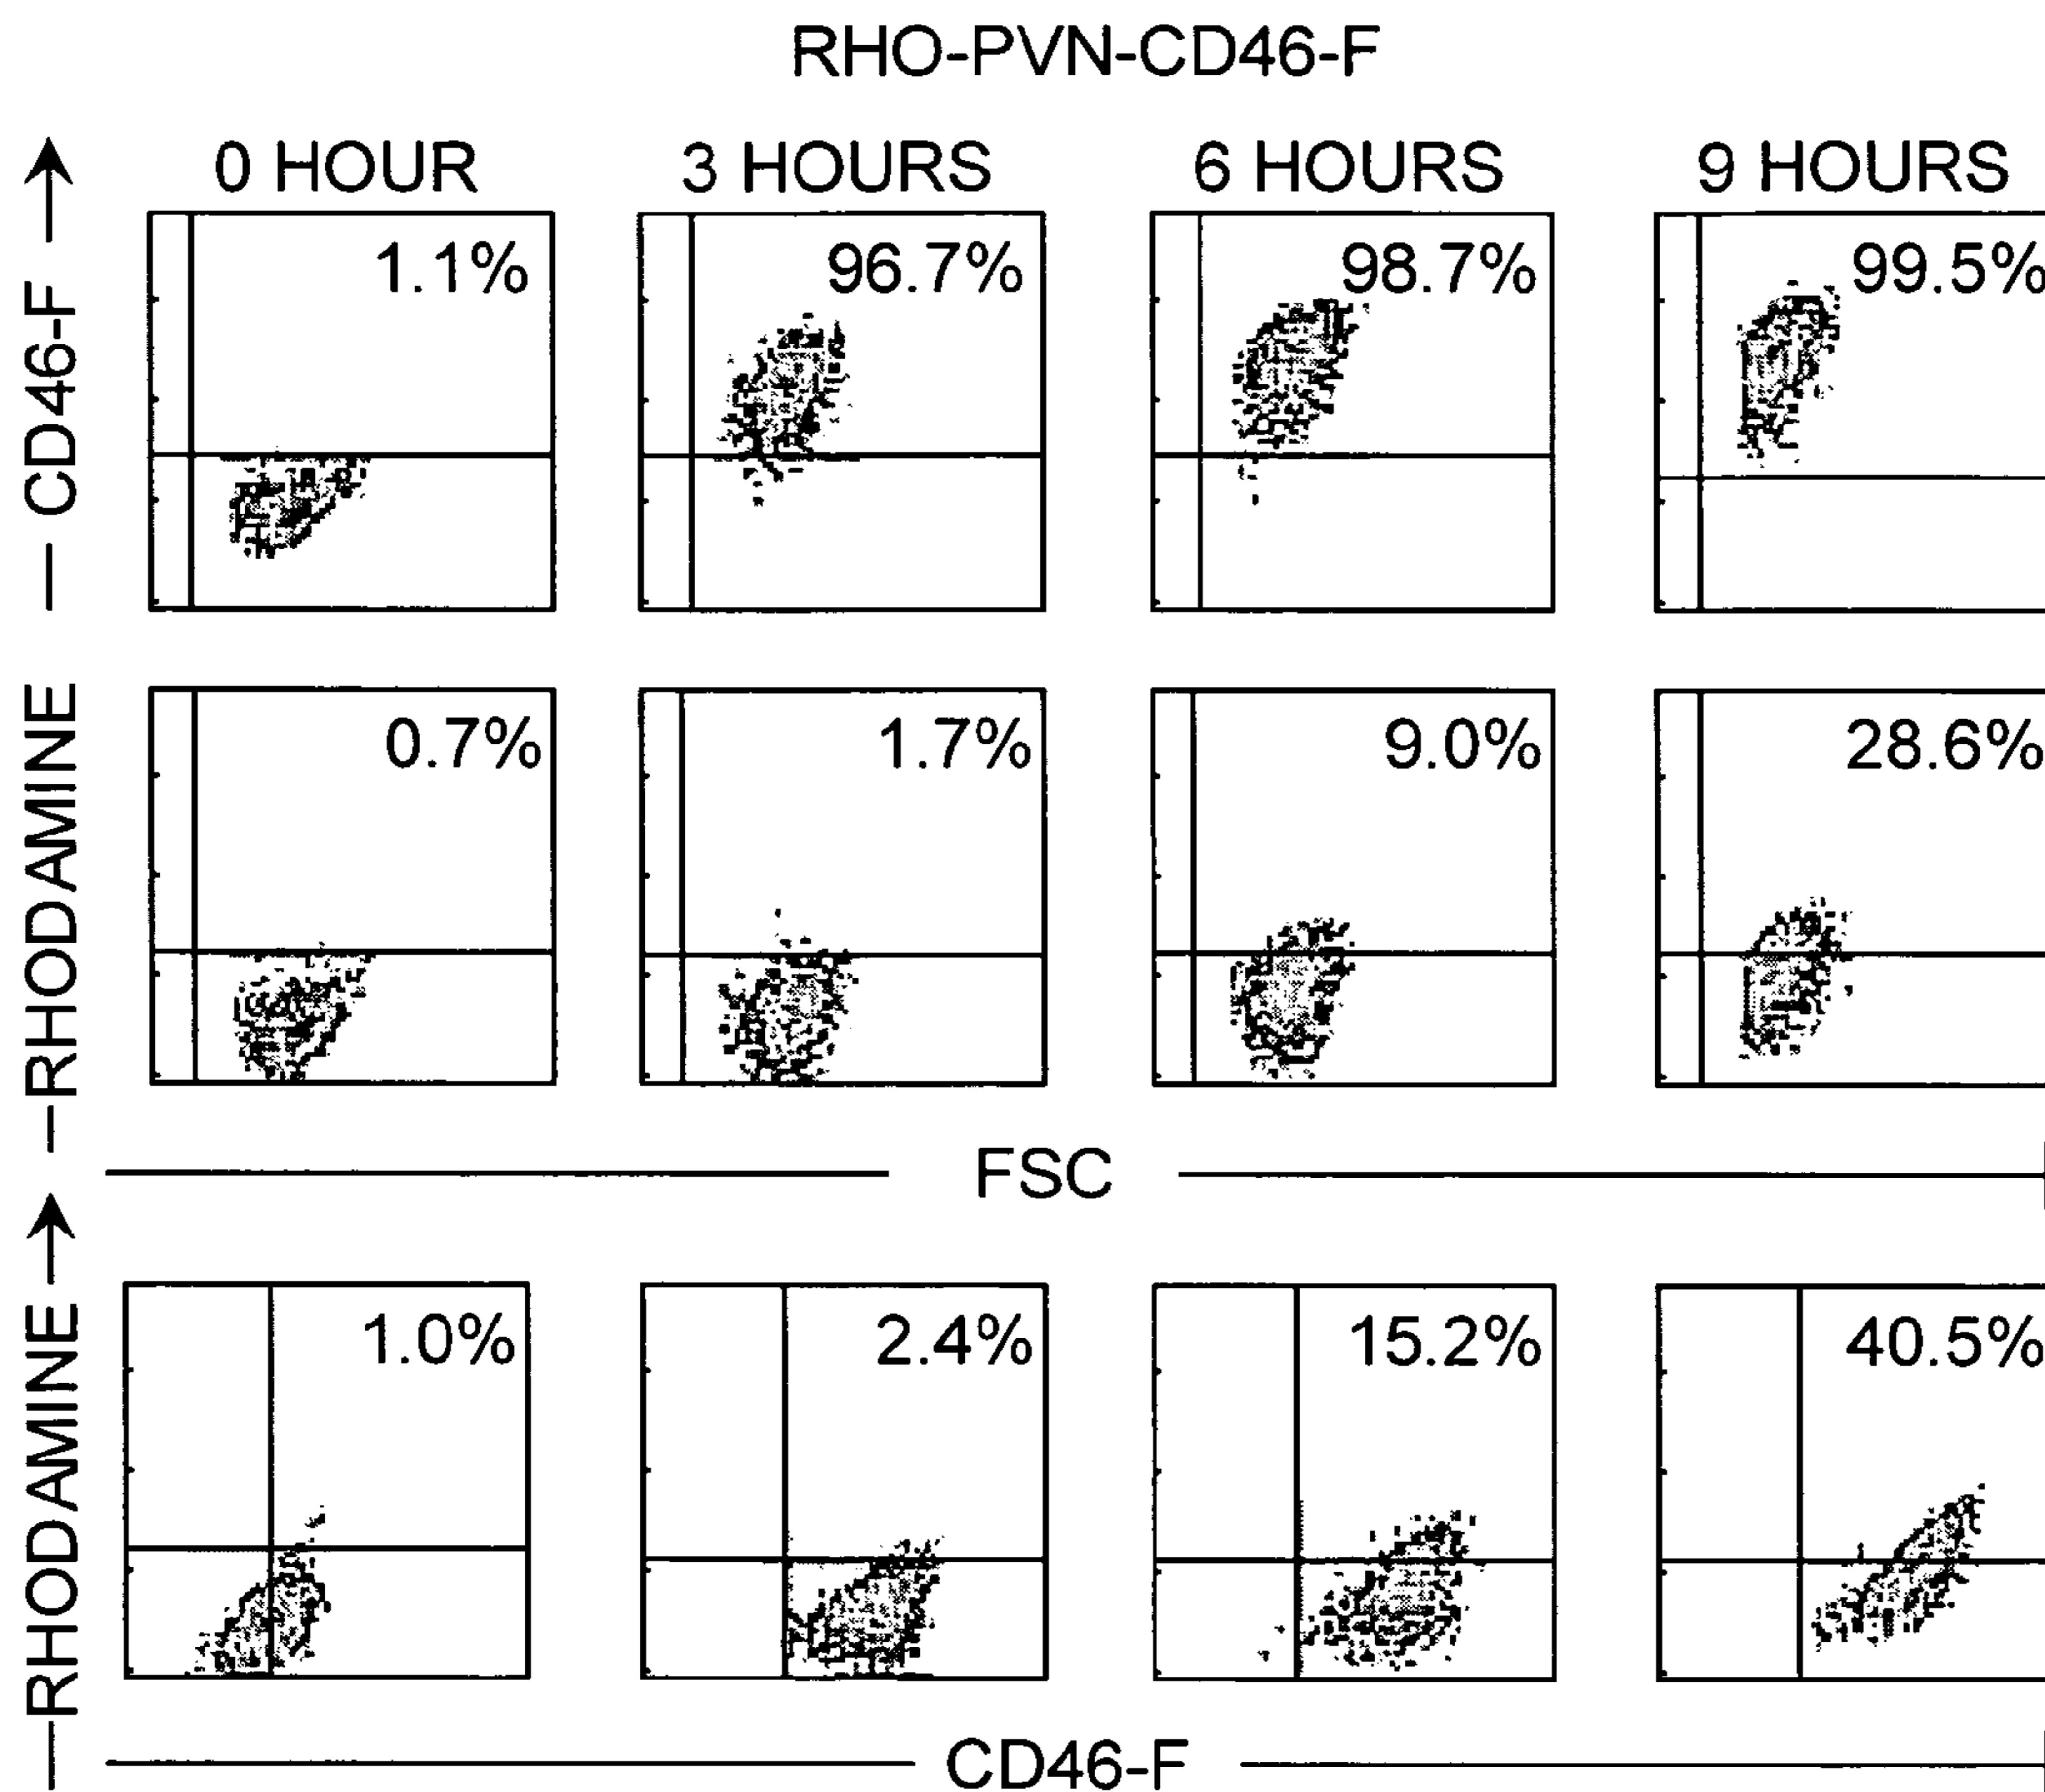 RHO-PVN-CD46-F
0 HOUR 3 HOURS 6 HOURS 9 HOURS
CD46-F
1.1% 96.7% 98.7% 99.5%
RHODAMINE
0.7% 1.7% 9.0% 28.6%
FSC
RHODAMINE
1.0% 2.4% 15.2% 40.5%
CD46-F